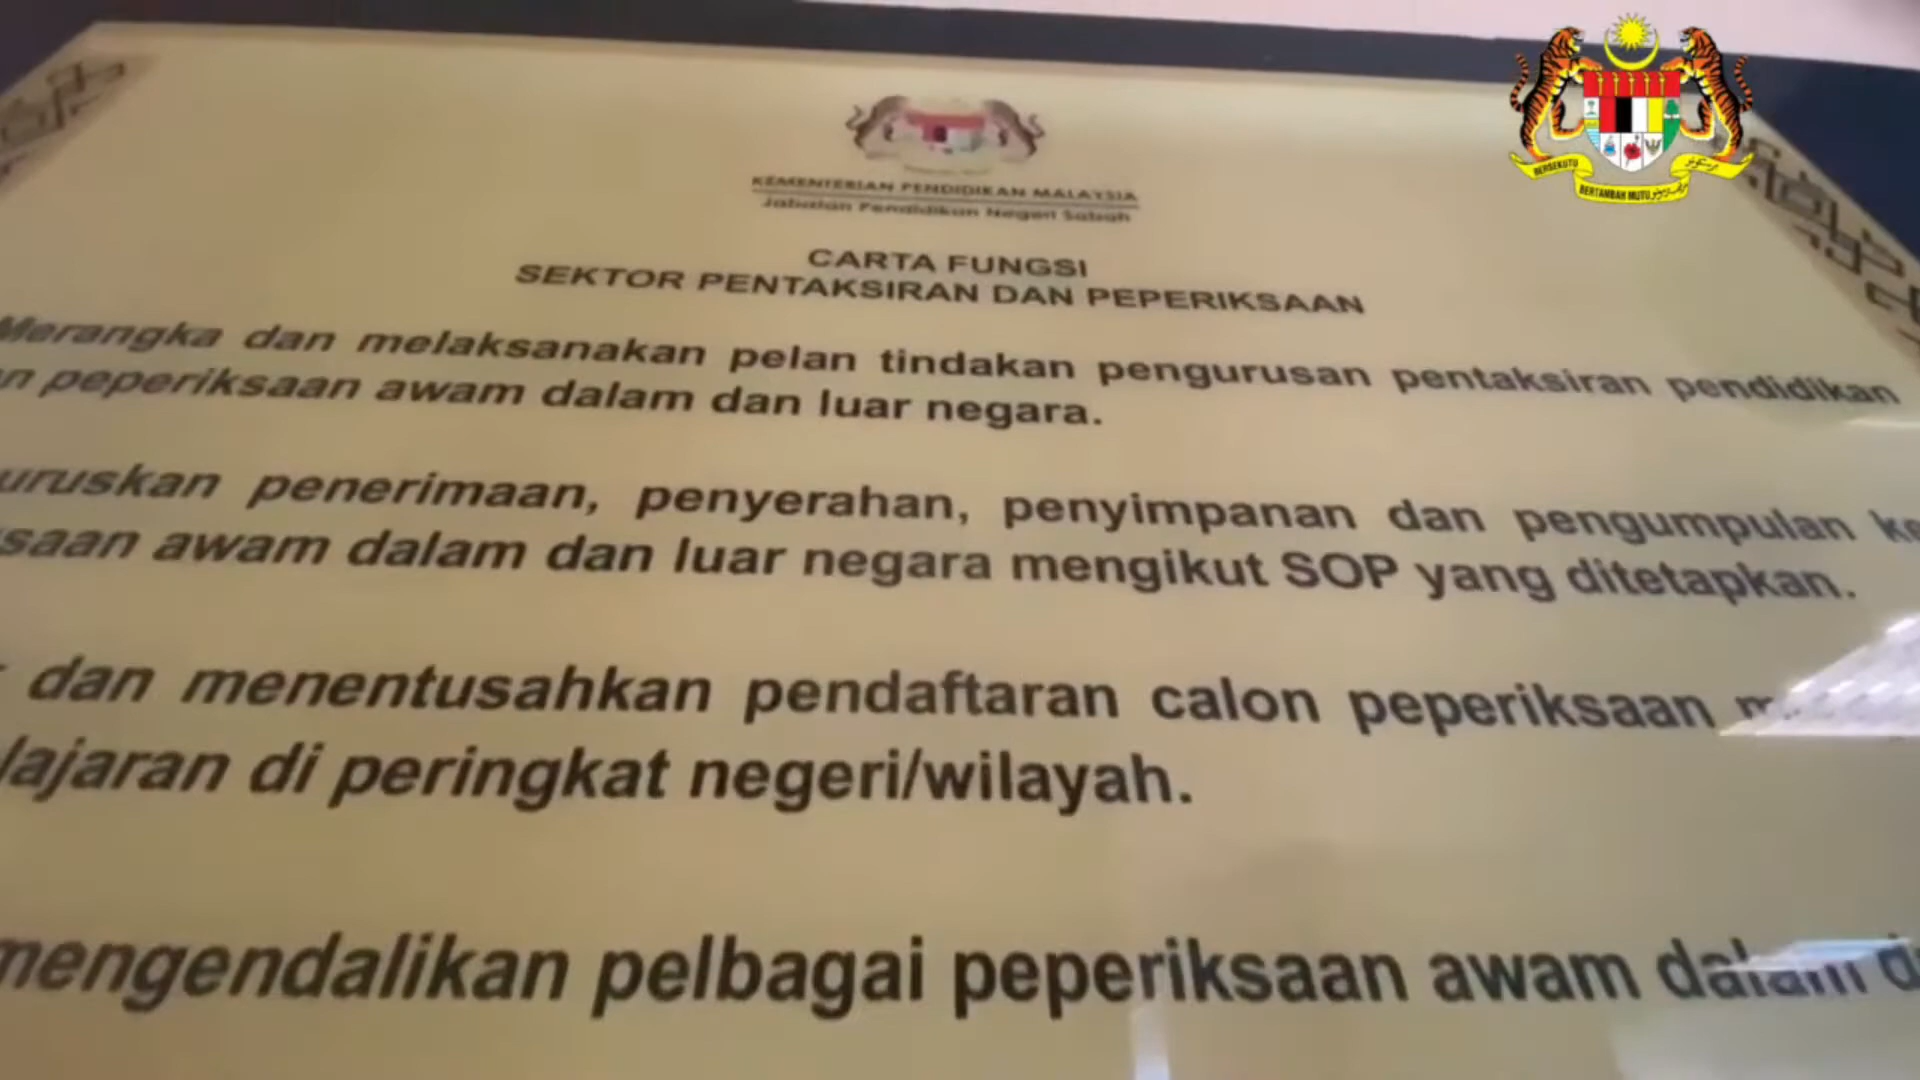 BERSEKUTU
BERTAMBAH MUTU
KEMENTERIAN PENDIDIKAN MALAYSIA
Jabatan Pendidikan Negeri Sabah
CARTA FUNGSI
SEKTOR PENTAKSIRAN DAN PEPERIKSAAN
Merangka dan melaksanakan pelan tindakan pengurusan pentaksiran pendidikan
peperiksaan awam dalam dan luar negara.
penerimaan, penyerahan, penyimpanan dan pengumpulan
awam dalam dan luar negara mengikut SOP yang ditetapkan.
dan menentusahkan pendaftaran calon peperiksaan
di peringkat negeri/wilayah.
mengendalikan pelbagai peperiksaan awam dalam